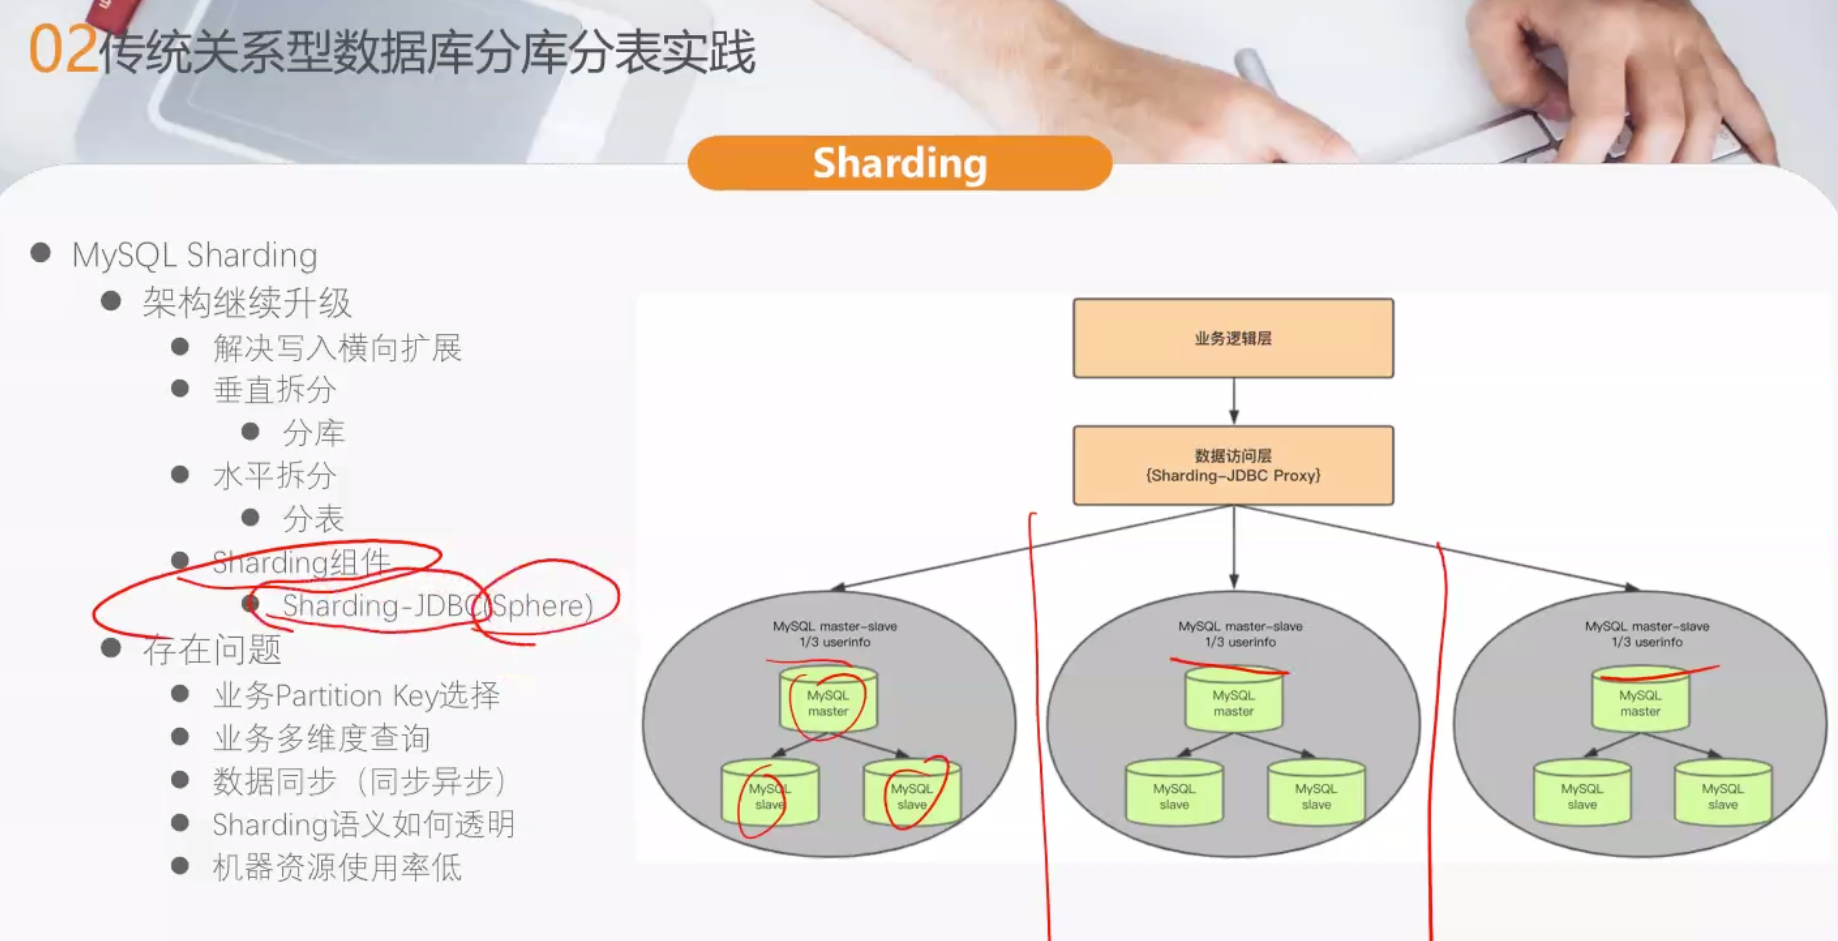 02传统关系型数据库分库分表实践
Sharding
MySQL Sharding
架构继续升级
解决写入横向扩展
垂直拆分
分库
水平拆分
分表
Sharding组件
Sharding-JDBC(Sphere)
存在问题
业务Partition Key选择
业务多维度查询
数据同步（同步异步）
Sharding语义如何透明
机器资源使用率低
业务逻辑层
数据访问层
{Sharding-JDBC Proxy}
MySQL master-slave
1/3 userinfo
MySQL
master
MySQL
slave
MySQL
slave
MySQL master-slave
1/3 userinfo
MySQL
master
MySQL
slave
MySQL
slave
MySQL master-slave
1/3 userinfo
MySQL
master
MySQL
slave
MySQL
slave